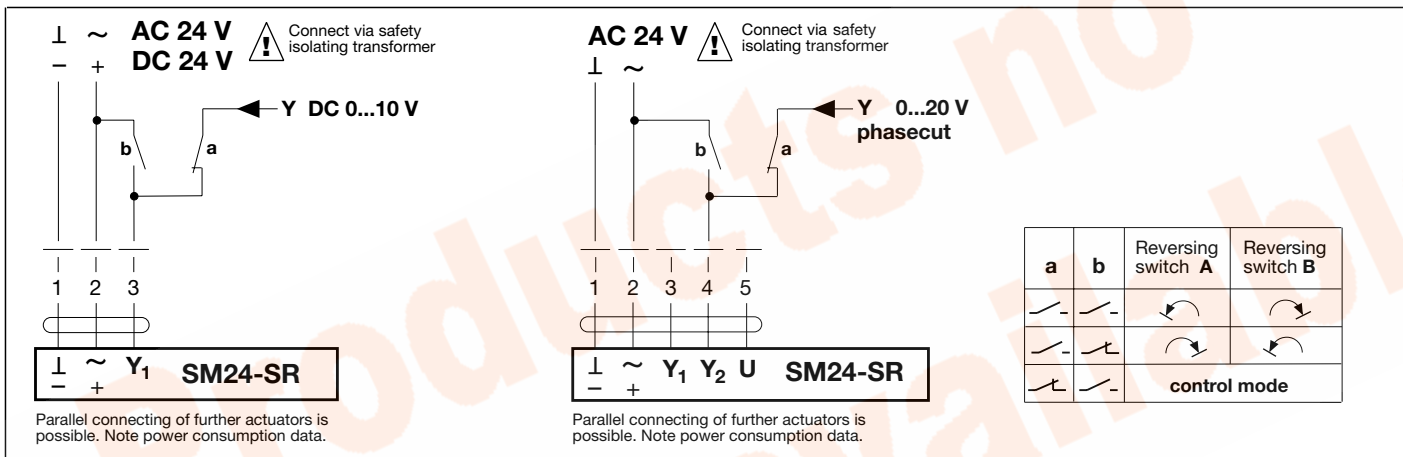 ⊥ ~ AC 24 V
− + DC 24 V
Connect via safety
isolating transformer
Y DC 0...10 V
b a
1 2 3
⊥ ~ Y1 SM24-SR
− +
Parallel connecting of further actuators is
possible. Note power consumption data.
AC 24 V
Connect via safety
isolating transformer
⊥ ~
Y 0...20 V
phasecut
b a
1 2 3 4 5
⊥ ~ Y1 Y2 U SM24-SR
− +
Parallel connecting of further actuators is
possible. Note power consumption data.
a b Reversing switch A Reversing switch B
control mode
Products no
availabl